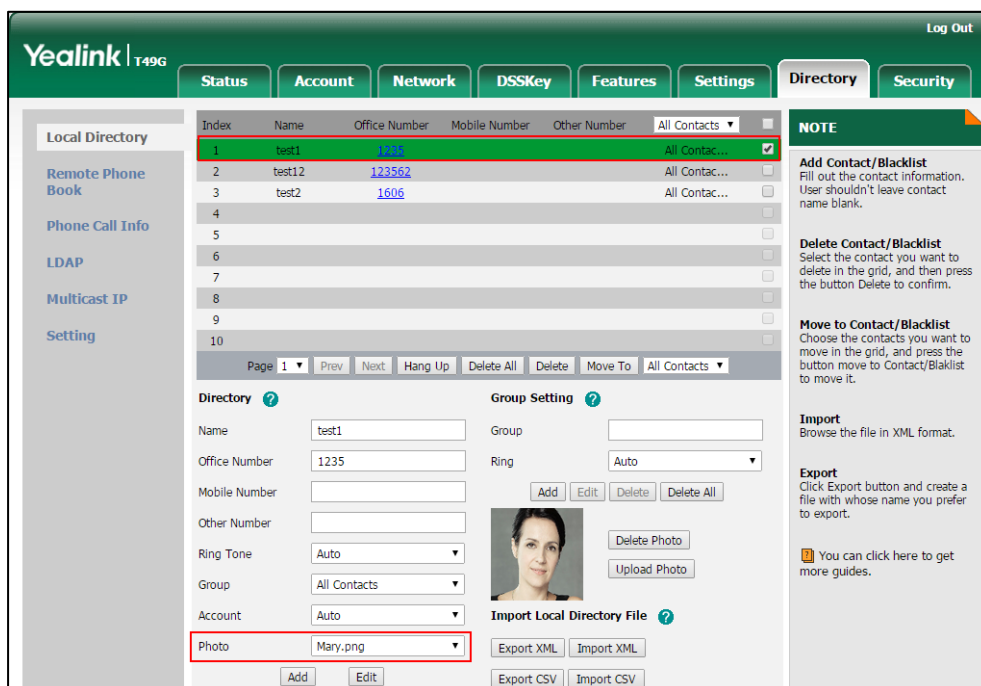 Log Out
Yealink T49G
Status Account Network DSSKey Features Settings Directory Security
Local Directory
Remote Phone
Book
Phone Call Info
LDAP
Multicast IP
Setting
Index Name Office Number Mobile Number Other Number All Contacts
1 test1 1235 All Contac...
2 test12 123562 All Contac...
3 test2 1606 All Contac...
4
5
6
7
8
9
10
Page 1 Prev Next Hang Up Delete All Delete Move To All Contacts
Directory ?
Name test1
Office Number 1235
Mobile Number
Other Number
Ring Tone Auto
Group All Contacts
Account Auto
Photo Mary.png
Add Edit
Group Setting ?
Group
Ring Auto
Add Edit Delete Delete All
Delete Photo
Upload Photo
Import Local Directory File ?
Export XML Import XML
Export CSV Import CSV
NOTE
Add Contact/Blacklist
Fill out the contact information.
User shouldn't leave contact
name blank.
Delete Contact/Blacklist
Select the contact you want to
delete in the grid, and then press
the button Delete to confirm.
Move to Contact/Blacklist
Choose the contacts you want to
move in the grid, and press the
button move to Contact/Blaklist
to move it.
Import
Browse the file in XML format.
Export
Click Export button and create a
file with whose name you prefer
to export.
? You can click here to get
more guides.